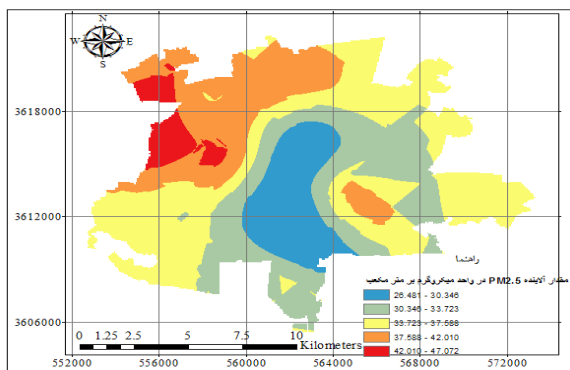 N
W E
S
3618000
3612000
3606000
راهنما
مقدار آلاینده PM2.5 در واحد میکروگرم بر متر مکعب
26.481 - 30.346
30.346 - 33.723
33.723 - 37.588
37.588 - 42.010
42.010 - 47.072
0 1.25 2.5 5 7.5 10
Kilometers
552000 556000 560000 564000 568000 572000